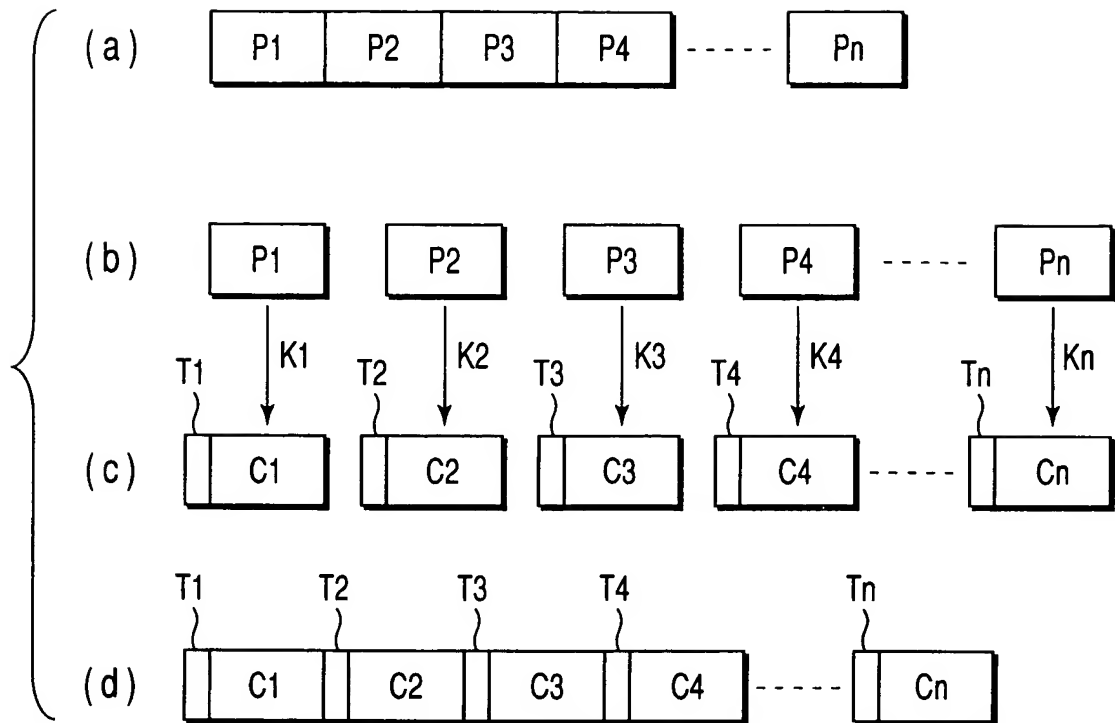 (a) P1 P2 P3 P4 Pn
(b) P1 P2 P3 P4 Pn
K1 K2 K3 K4 Kn
T1 T2 T3 T4 Tn
(c) C1 C2 C3 C4 Cn
T1 T2 T3 T4 Tn
(d) C1 C2 C3 C4 Cn